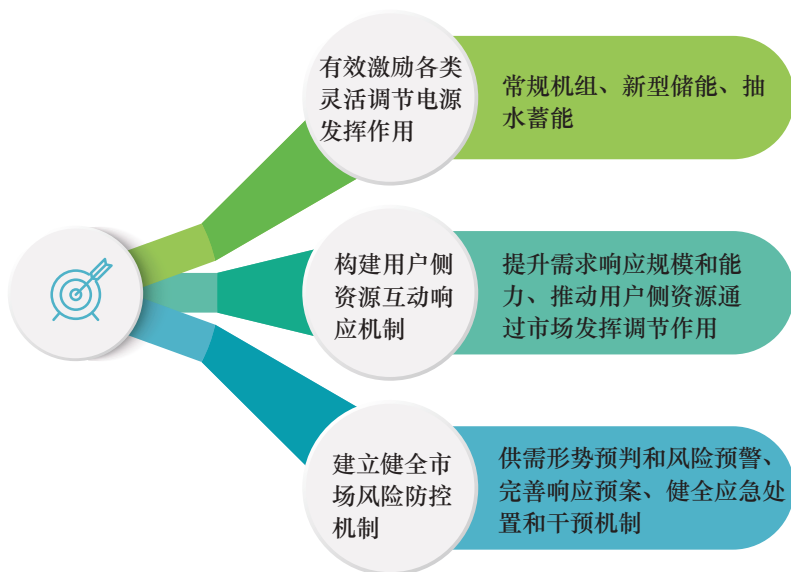 有效激励各类
灵活调节电源
发挥作用
常规机组、新型储能、抽
水蓄能
构建用户侧
资源互动响
应机制
提升需求响应规模和能
力、推动用户侧资源通
过市场发挥调节作用
建立健全市
场风险防控
机制
供需形势预判和风险预警、
完善响应预案、健全应急处
置和干预机制